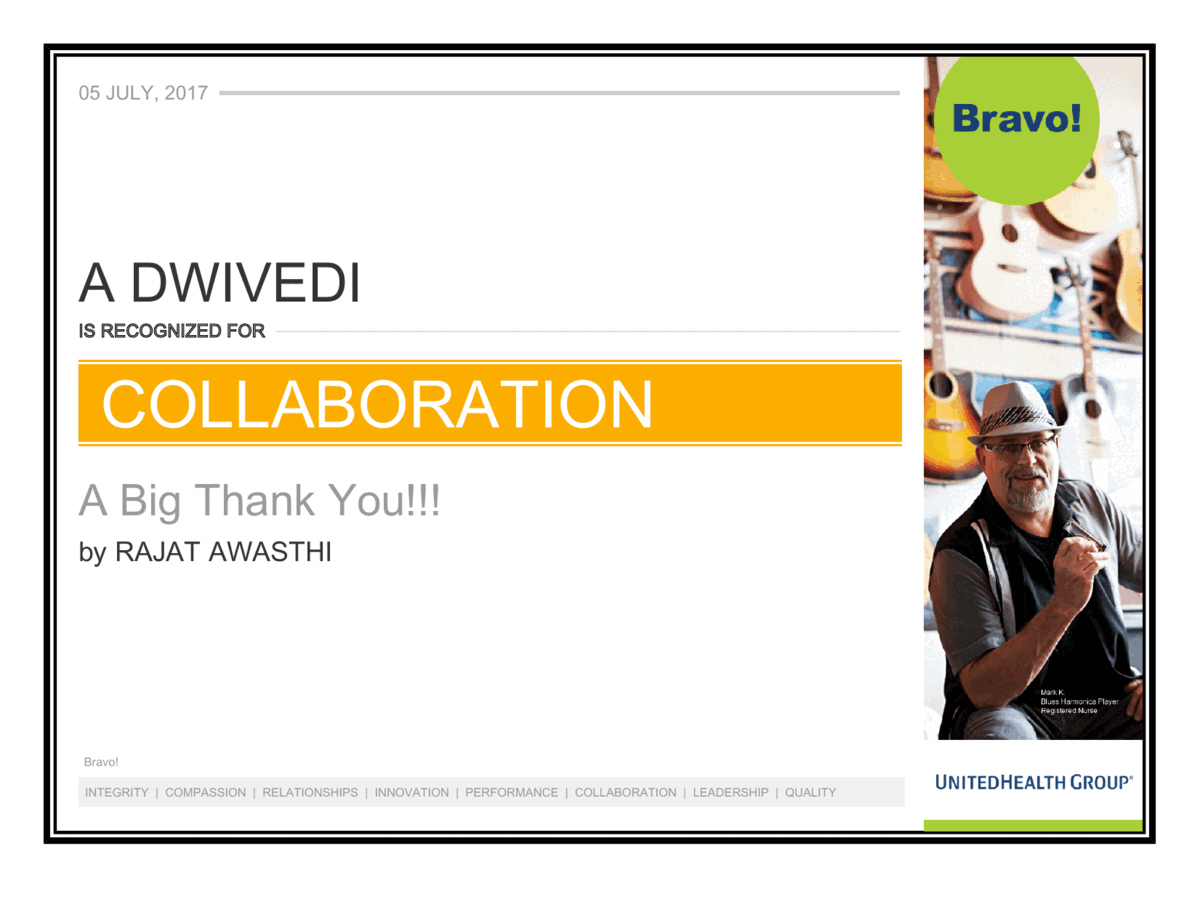 05 JULY, 2017
Bravo!
A DWIVEDI
IS RECOGNIZED FOR
COLLABORATION
A Big Thank You!!!
by RAJAT AWASTHI
Mark K.
Blues Harmonica Player
Registered Nurse
Bravo!
INTEGRITY | COMPASSION | RELATIONSHIPS | INNOVATION | PERFORMANCE | COLLABORATION | LEADERSHIP | QUALITY
UNITEDHEALTH GROUP®